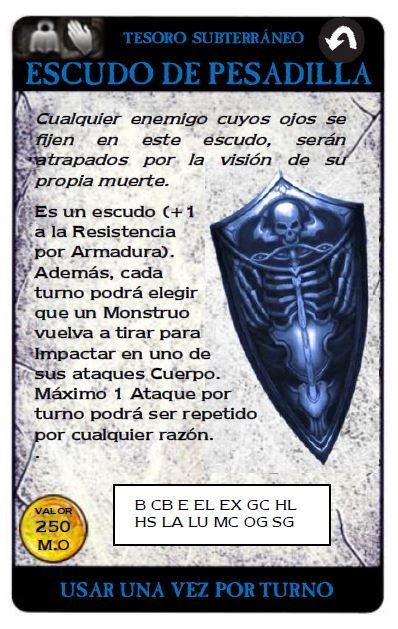 TESORO SUBTERRÁNEO
ESCUDO DE PESADILLA
Cualquier enemigo cuyos ojos se
fijen en este escudo, serán
atrapados por la visión de su
propia muerte.
Es un escudo (+1
a la Resistencia
por Armadura).
Además, cada
turno podrá elegir
que un Monstruo
vuelva a tirar para
Impactar en uno de
sus ataques Cuerpo.
Máximo 1 Ataque por
turno podrá ser repetido
por cualquier razón.
.
B CB E EL EX GC HL
HS LA LU MC OG SG
VALOR
250
M.O
USAR UNA VEZ POR TURNO